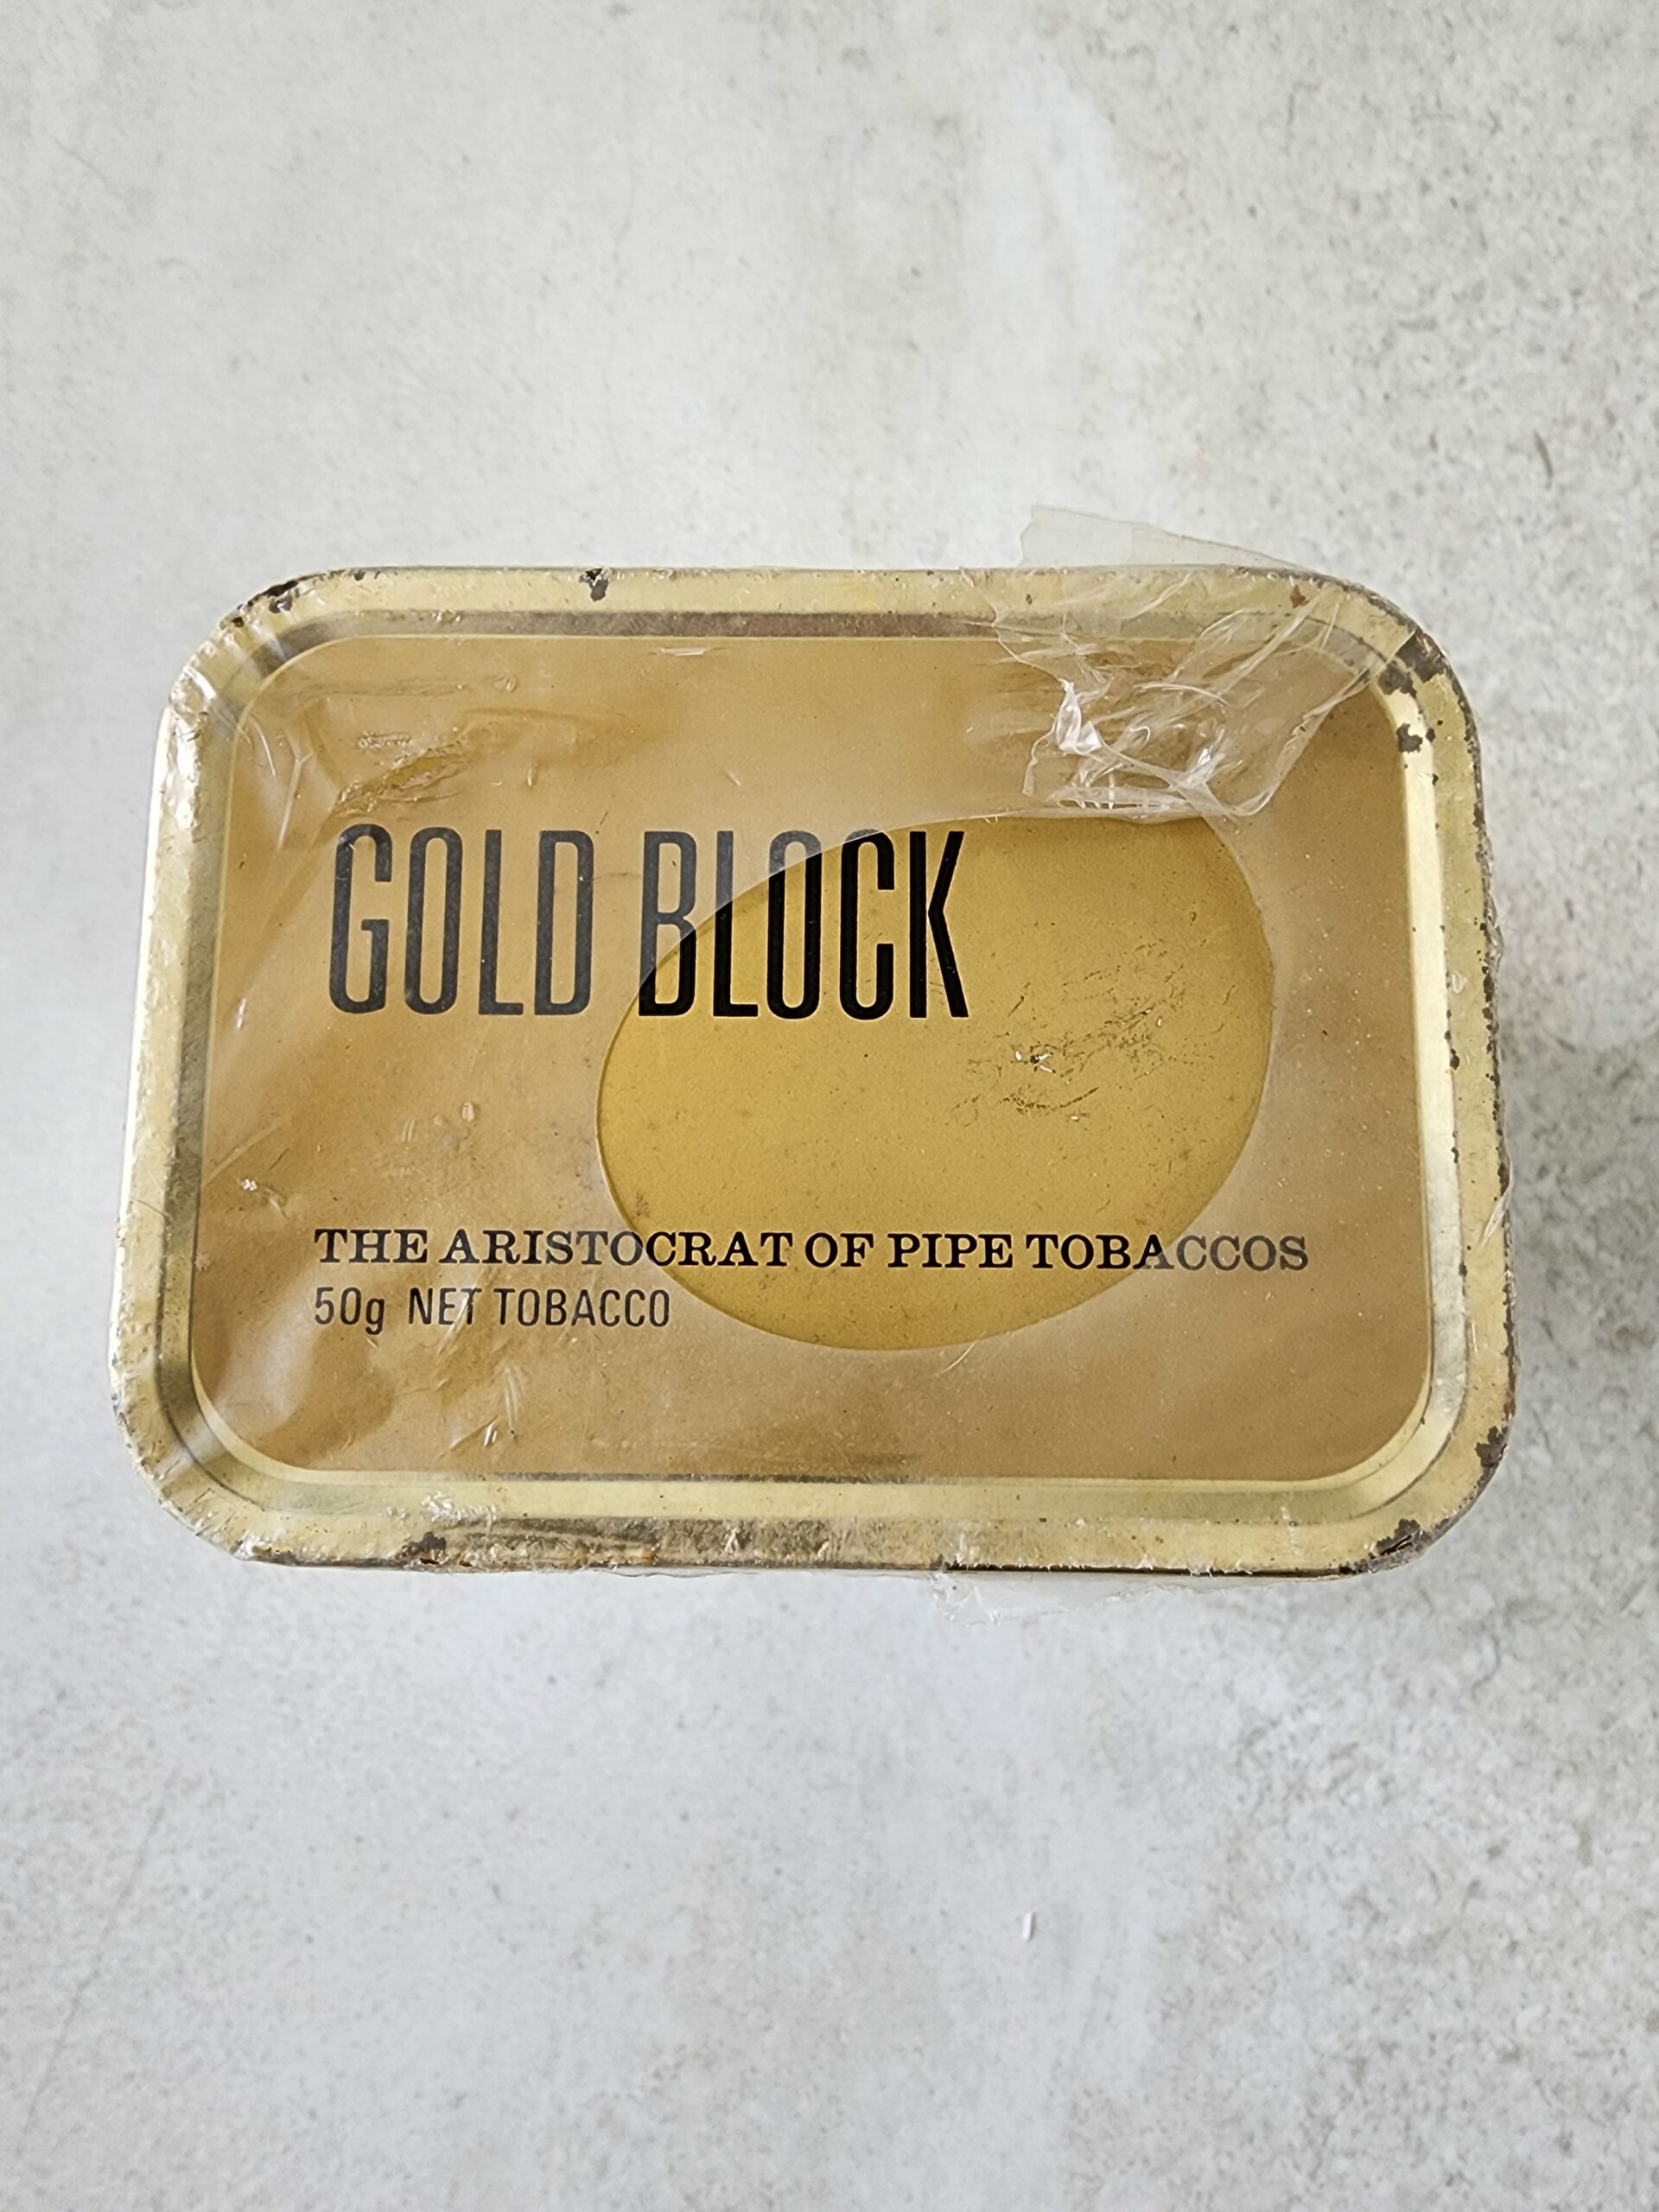 GOLD BLOCK
THE ARISTOCRAT OF PIPE TOBACCOS
50g NET TOBACCO